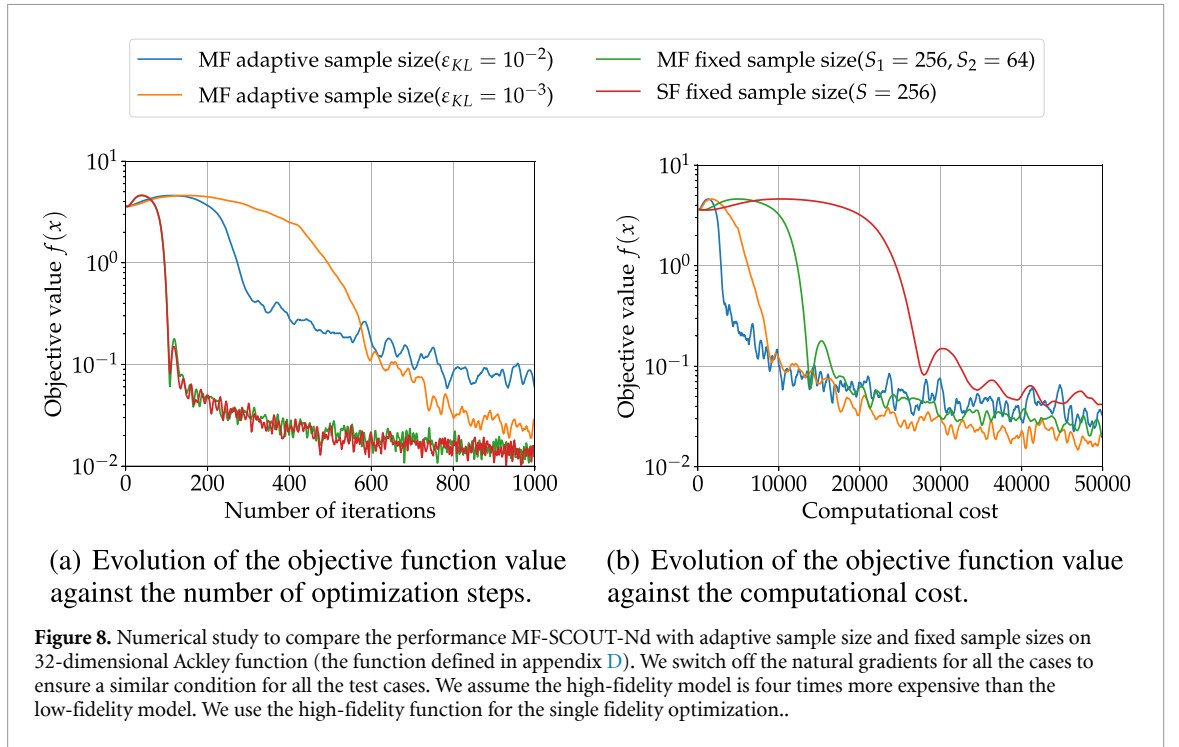 MF adaptive sample size(ε_KL = 10⁻²)
MF adaptive sample size(ε_KL = 10⁻³)
MF fixed sample size(S₁ = 256, S₂ = 64)
SF fixed sample size(S = 256)
10¹
10⁰
10⁻¹
10⁻²
Objective value f(x)
0 200 400 600 800 1000
Number of iterations
10¹
10⁰
10⁻¹
10⁻²
Objective value f(x)
0 10000 20000 30000 40000 50000
Computational cost
(a) Evolution of the objective function value
against the number of optimization steps.
(b) Evolution of the objective function value
against the computational cost.
Figure 8. Numerical study to compare the performance MF-SCOUT-Nd with adaptive sample size and fixed sample sizes on
32-dimensional Ackley function (the function defined in appendix D). We switch off the natural gradients for all the cases to
ensure a similar condition for all the test cases. We assume the high-fidelity model is four times more expensive than the
low-fidelity model. We use the high-fidelity function for the single fidelity optimization..